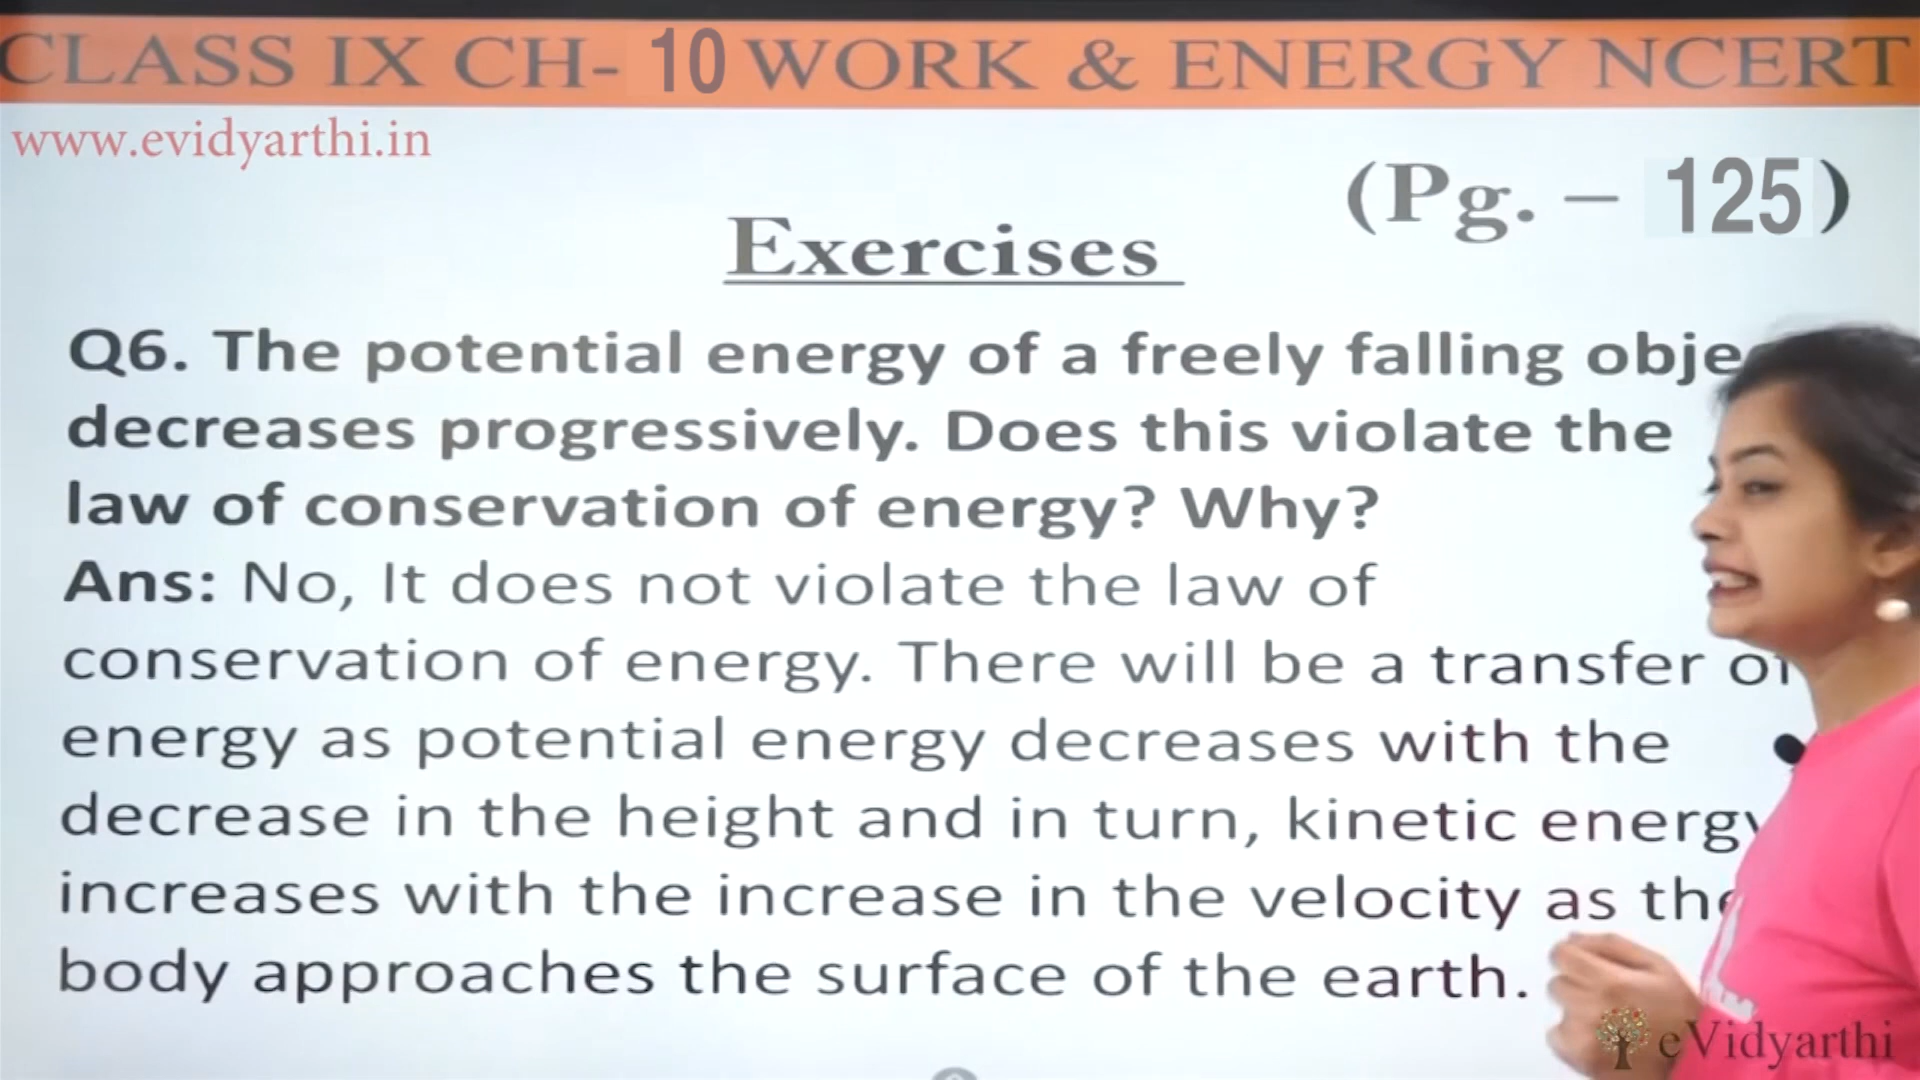 CLASS IX CH- 10 WORK & ENERGY NCERT
www.evidyarthi.in
(Pg. – 125)
Exercises
Q6. The potential energy of a freely falling
decreases progressively. Does this violate the
law of conservation of energy? Why?
Ans: No, It does not violate the law of
conservation of energy. There will be a transfer of
energy as potential energy decreases with the
decrease in the height and in turn, kinetic energy
increases with the increase in the velocity as the
body approaches the surface of the earth.
eVidyarthi